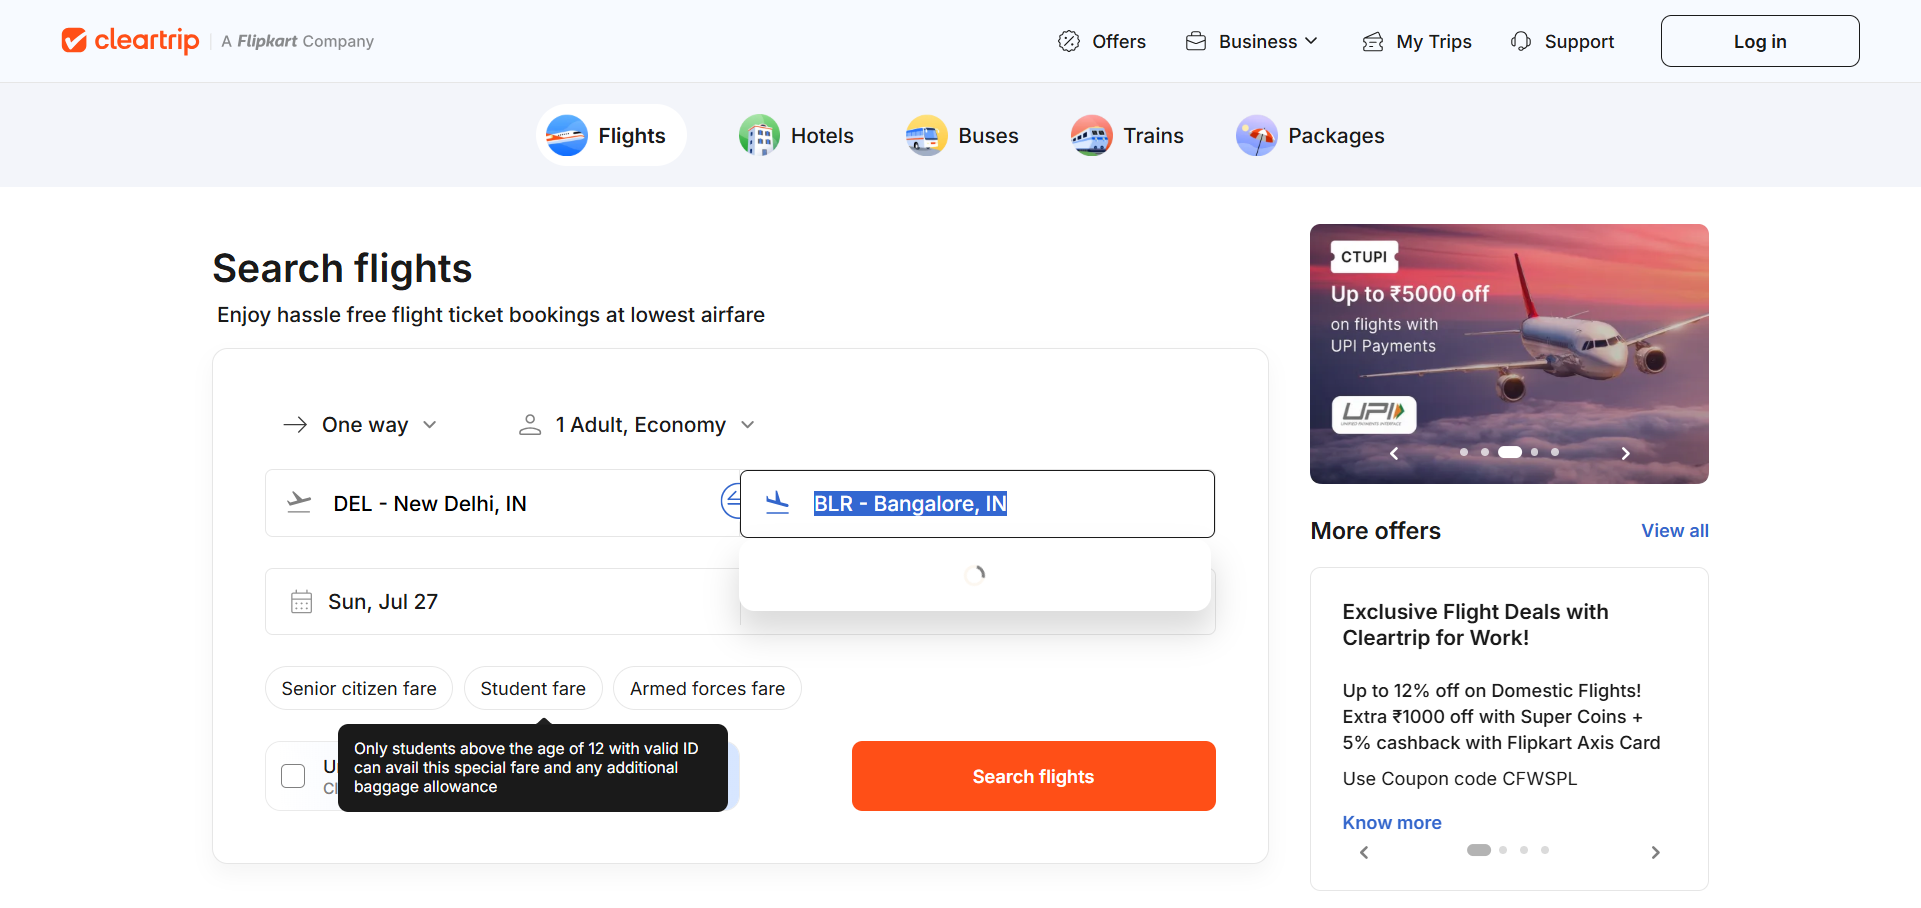 cleartrip
A Flipkart Company
Offers
Business
My Trips
Support
Log in
Flights
Hotels
Buses
Trains
Packages
Search flights
Enjoy hassle free flight ticket bookings at lowest airfare
One way
1 Adult, Economy
DEL - New Delhi, IN
BLR - Bangalore, IN
Sun, Jul 27
Senior citizen fare
Student fare
Armed forces fare
Only students above the age of 12 with valid ID
can avail this special fare and any additional
baggage allowance
Search flights
CTUPI
Up to ₹5000 off
on flights with
UPI Payments
UPI
UNIFIED PAYMENTS INTERFACE
More offers
View all
Exclusive Flight Deals with
Cleartrip for Work!
Up to 12% off on Domestic Flights!
Extra ₹1000 off with Super Coins +
5% cashback with Flipkart Axis Card
Use Coupon code CFWSPL
Know more